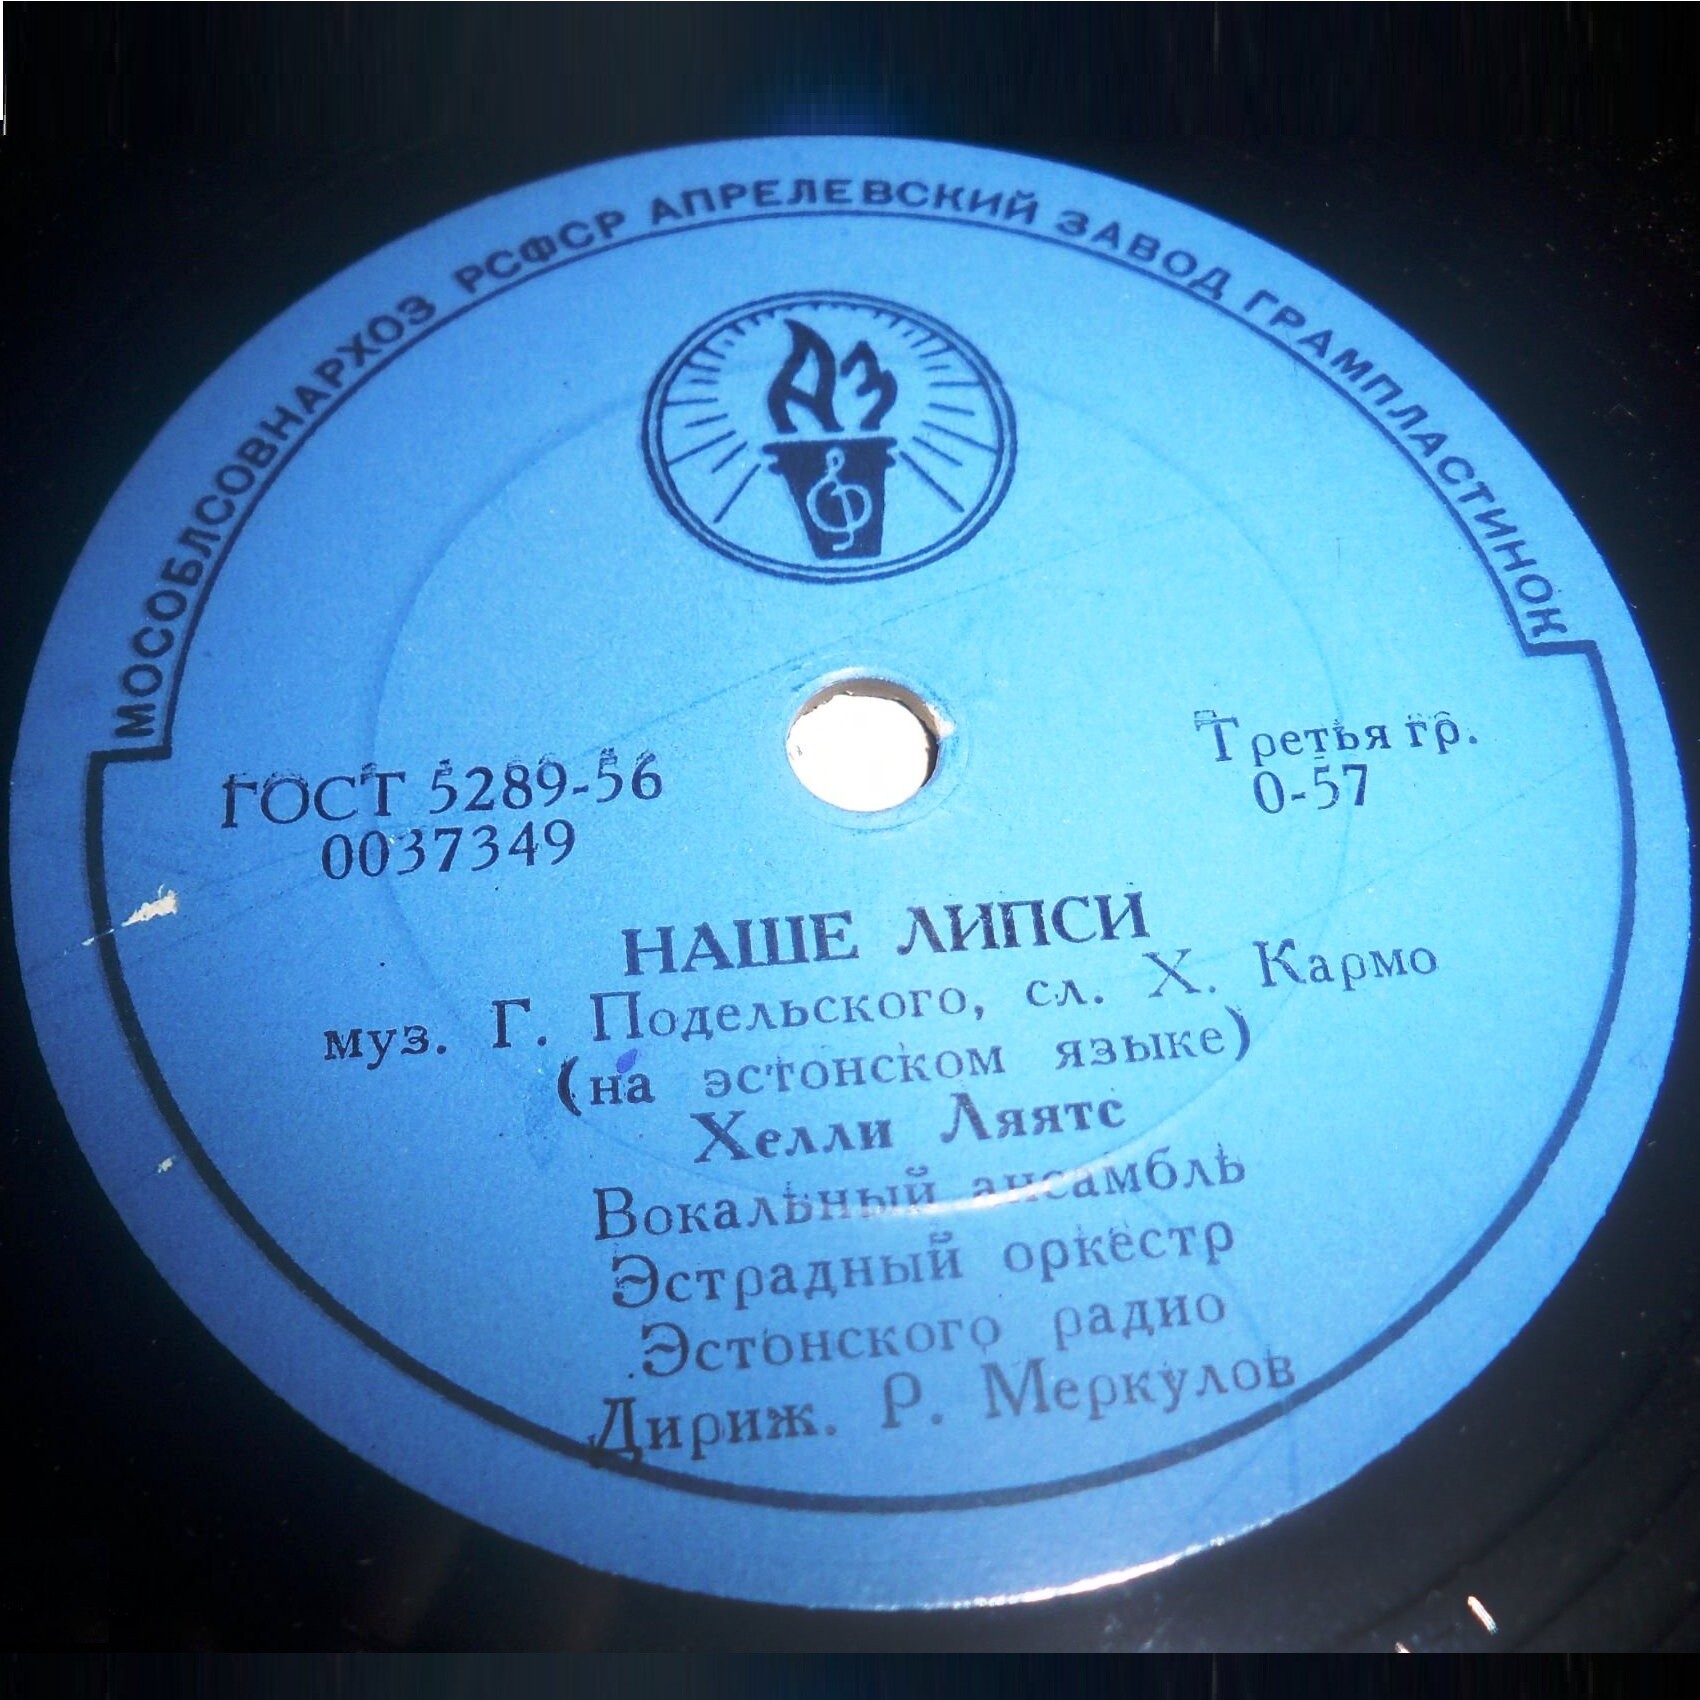 МОСОБЛСОВНАРХОЗ РСФСР АПРЕЛЕВСКИЙ ЗАВОД ГРАМПЛАСТИНОК
АЗ
ГОСТ 5289-56
0037349
Третья гр.
0-57
НАШЕ ЛИПСИ
муз. Г. Подельского, сл. Х. Кармо
(на эстонском языке)
Хелли Ляятс
Вокальный ансамбль
Эстрадный оркестр
Эстонского радио
Дириж. Р. Меркулов